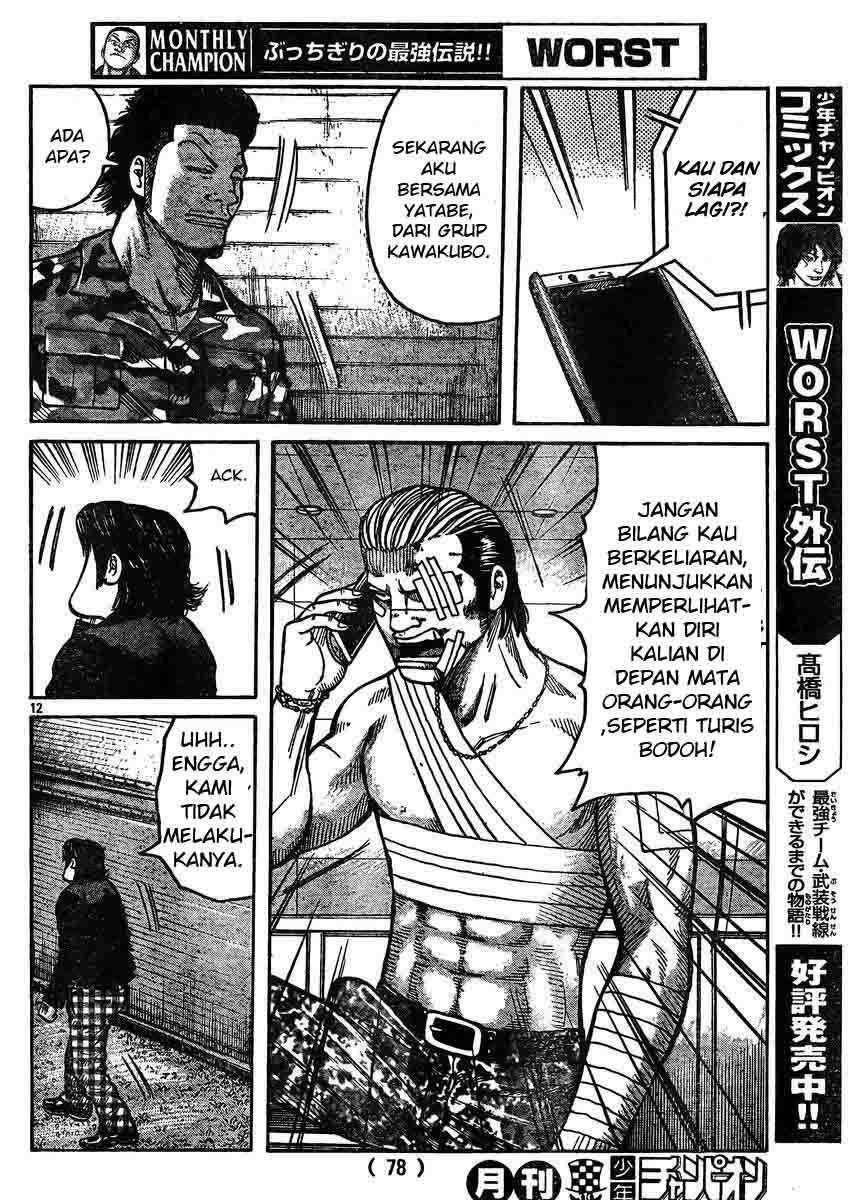 MONTHLY
CHAMPION
ぶっちぎりの最強伝説!!
WORST
KAU DAN
SIAPA
LAGI?!
SEKARANG
AKU
BERSAMA
YATABE,
DARI GRUP
KAWAKUBO.
ADA
APA?
JANGAN
BILANG KAU
BERKELIARAN,
MENUNJUKKAN
MEMPERLIHAT-
KAN DIRI
KALIAN DI
DEPAN MATA
ORANG-ORANG
,SEPERTI TURIS
BODOH!
ACK.
12
UHH..
ENGGA,
KAMI
TIDAK
MELAKU-
KANYA.
少年チャンピオン
コミックス
WORST外伝
髙橋ヒロシ
最強チーム・武装戦線
ができるまでの物語!!
好評発売中!!
( 78 )
月刊
少年
チャンピオン